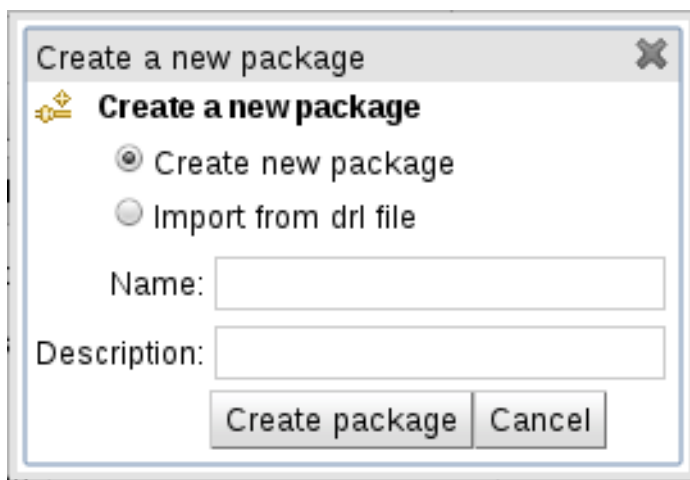 Create a new package
Create a new package
Create new package
Import from drl file
Name:
Description:
Create package Cancel